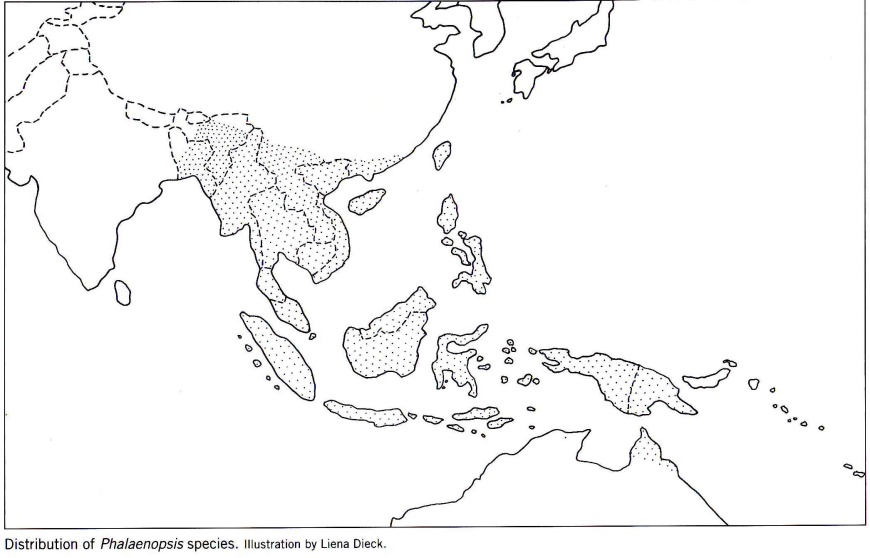 Distribution of Phalaenopsis species. Illustration by Liena Dieck.